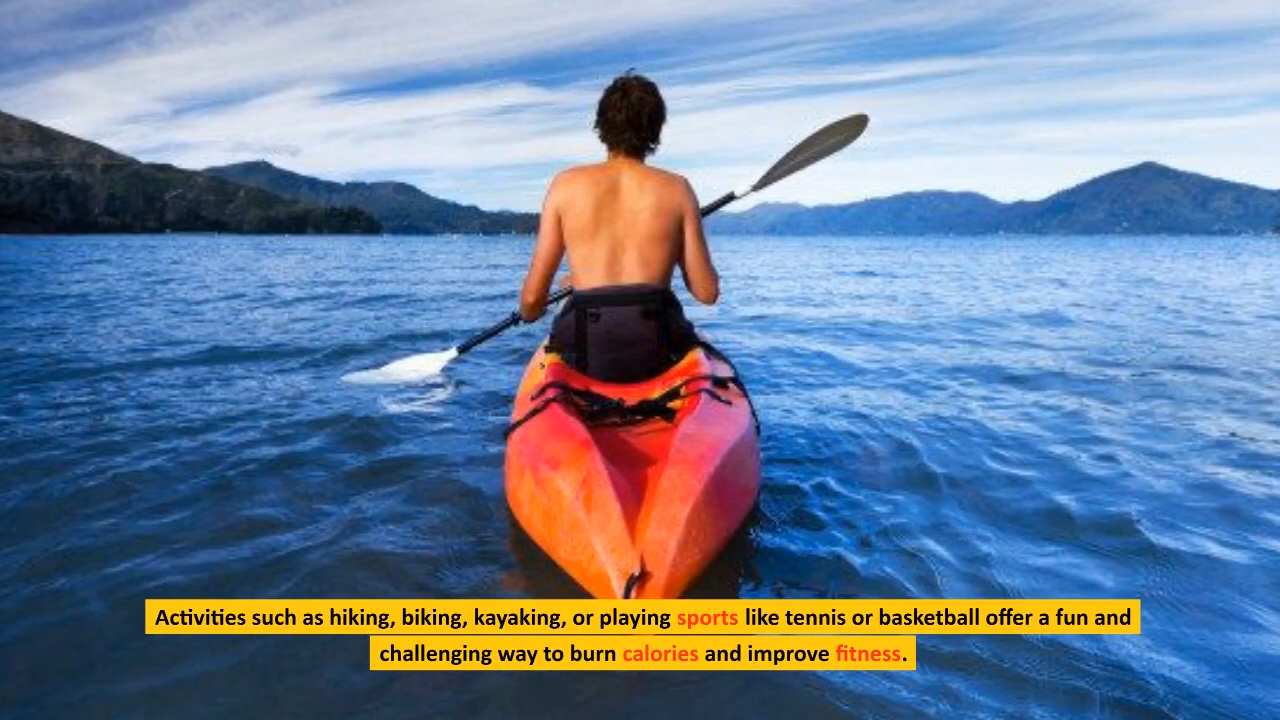 Activities such as hiking, biking, kayaking, or playing sports like tennis or basketball offer a fun and
challenging way to burn calories and improve fitness.